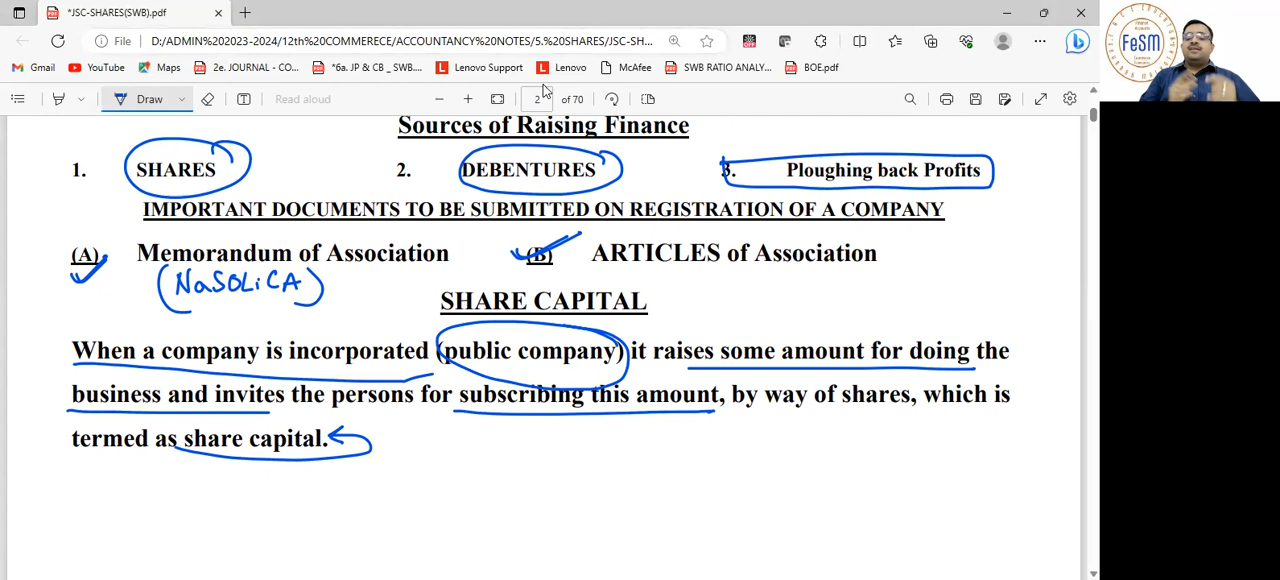 *JSC-SHARES(SWB).pdf
File D:/ADMIN%202023-2024/12th%20COMMERECE/ACCOUNTANCY%20NOTES/5.%20SHARES/JSC-SH...
Gmail YouTube Maps 2e. JOURNAL - CO... *6a. JP & CB _ SWB.... Lenovo Support Lenovo McAfee SWB RATIO ANALY... BOE.pdf
Draw Read aloud 2 of 70
FeSM
Sources of Raising Finance
1. SHARES 2. DEBENTURES 3. Ploughing back Profits
IMPORTANT DOCUMENTS TO BE SUBMITTED ON REGISTRATION OF A COMPANY
(A) Memorandum of Association (B) ARTICLES of Association
(NaSOLiCA)
SHARE CAPITAL
When a company is incorporated (public company) it raises some amount for doing the
business and invites the persons for subscribing this amount, by way of shares, which is
termed as share capital.